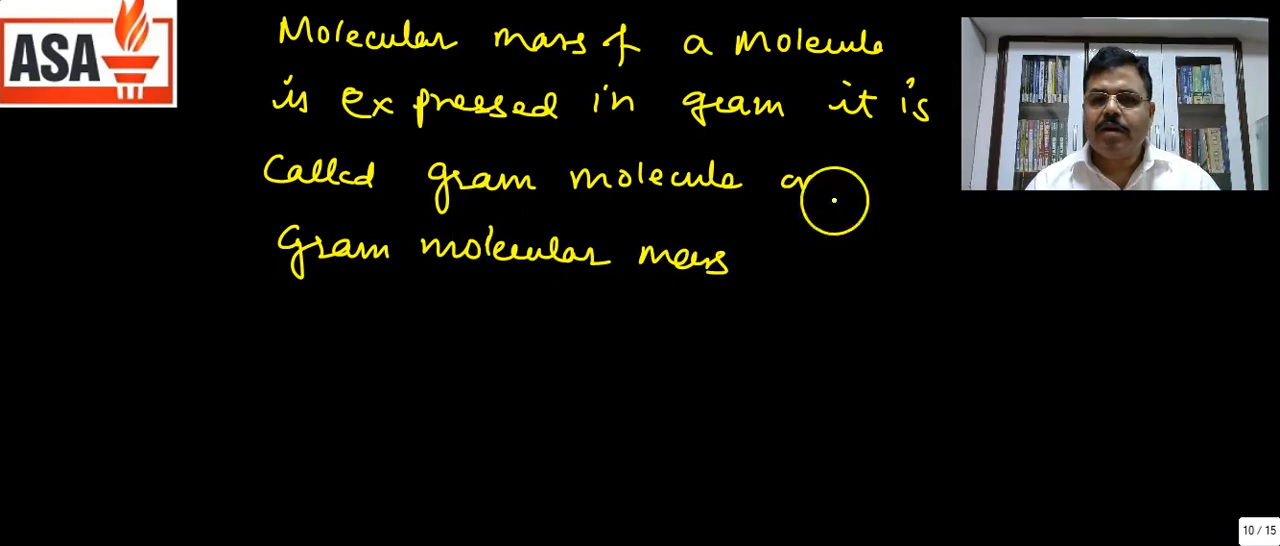 ASA
Molecular mass of a molecule
is expressed in gram it is
Called gram molecule or
Gram molecular mass
10 / 15